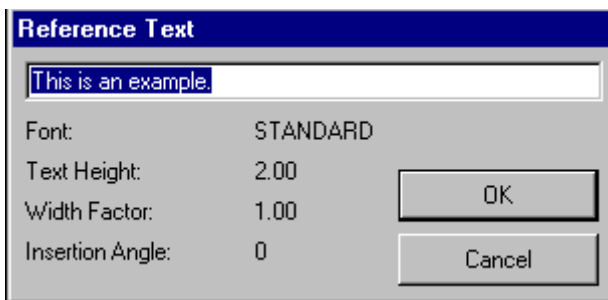 Reference Text
This is an example.
Font: STANDARD
Text Height: 2.00
Width Factor: 1.00
OK
Insertion Angle: 0
Cancel